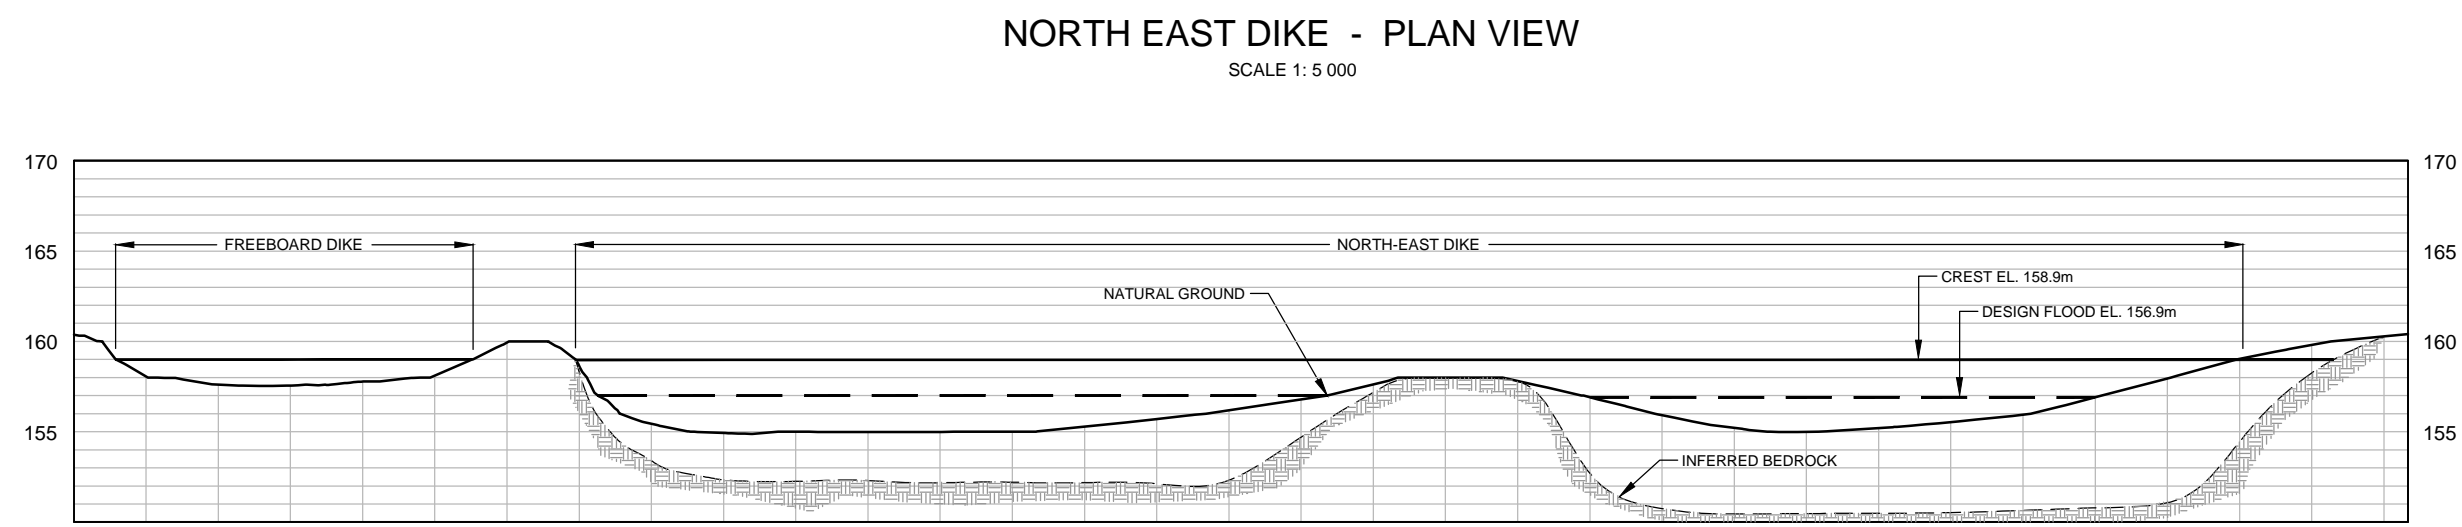 NORTH EAST DIKE - PLAN VIEW
SCALE 1: 5 000
170 170
FREEBOARD DIKE NORTH-EAST DIKE
165 165
CREST EL. 158.9m
NATURAL GROUND
DESIGN FLOOD EL. 156.9m
160 160
155 155
INFERRED BEDROCK